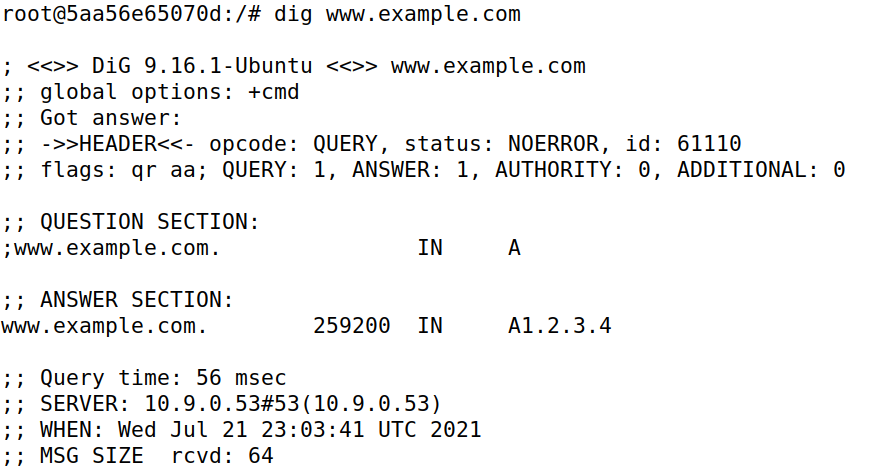 root@5aa56e65070d:/# dig www.example.com
; <<>> DiG 9.16.1-Ubuntu <<>> www.example.com
;; global options: +cmd
;; Got answer:
;; ->>HEADER<<- opcode: QUERY, status: NOERROR, id: 61110
;; flags: qr aa; QUERY: 1, ANSWER: 1, AUTHORITY: 0, ADDITIONAL: 0
;; QUESTION SECTION:
;www.example.com. IN A
;; ANSWER SECTION:
www.example.com. 259200 IN A1.2.3.4
;; Query time: 56 msec
;; SERVER: 10.9.0.53#53(10.9.0.53)
;; WHEN: Wed Jul 21 23:03:41 UTC 2021
;; MSG SIZE rcvd: 64